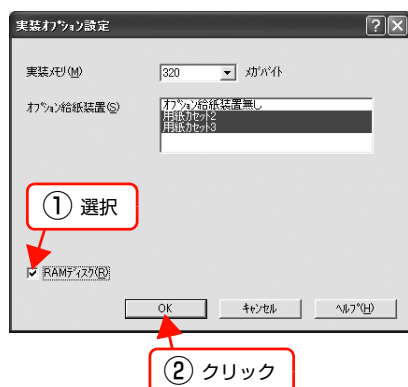 実装ｵﾌﾟｼｮﾝ設定
実装ﾒﾓﾘ(M) 320 ﾒｶﾞﾊﾞｲﾄ
ｵﾌﾟｼｮﾝ給紙装置(S) ｵﾌﾟｼｮﾝ給紙装置無し
用紙ｶｾｯﾄ2
用紙ｶｾｯﾄ3
① 選択
RAMﾃﾞｨｽｸ(R)
OK ｷｬﾝｾﾙ ﾍﾙﾌﾟ(H)
② クリック